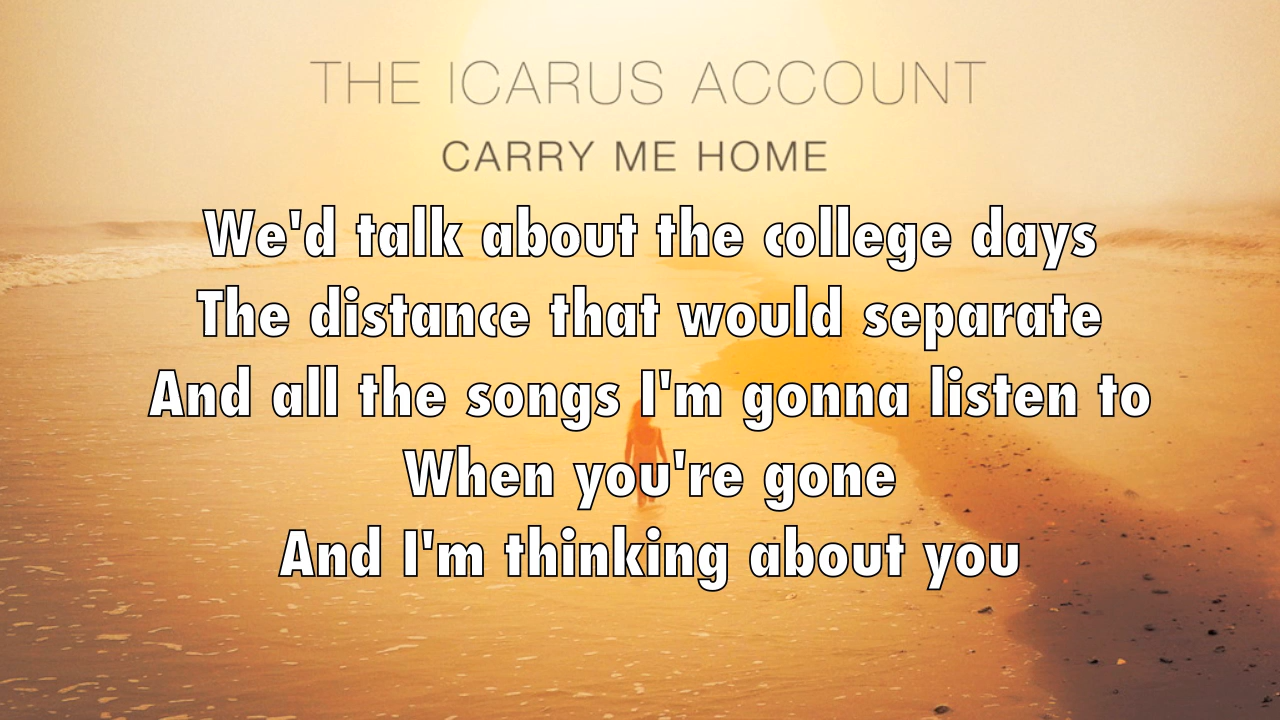 THE ICARUS ACCOUNT
CARRY ME HOME
We'd talk about the college days
The distance that would separate
And all the songs I'm gonna listen to
When you're gone
And I'm thinking about you